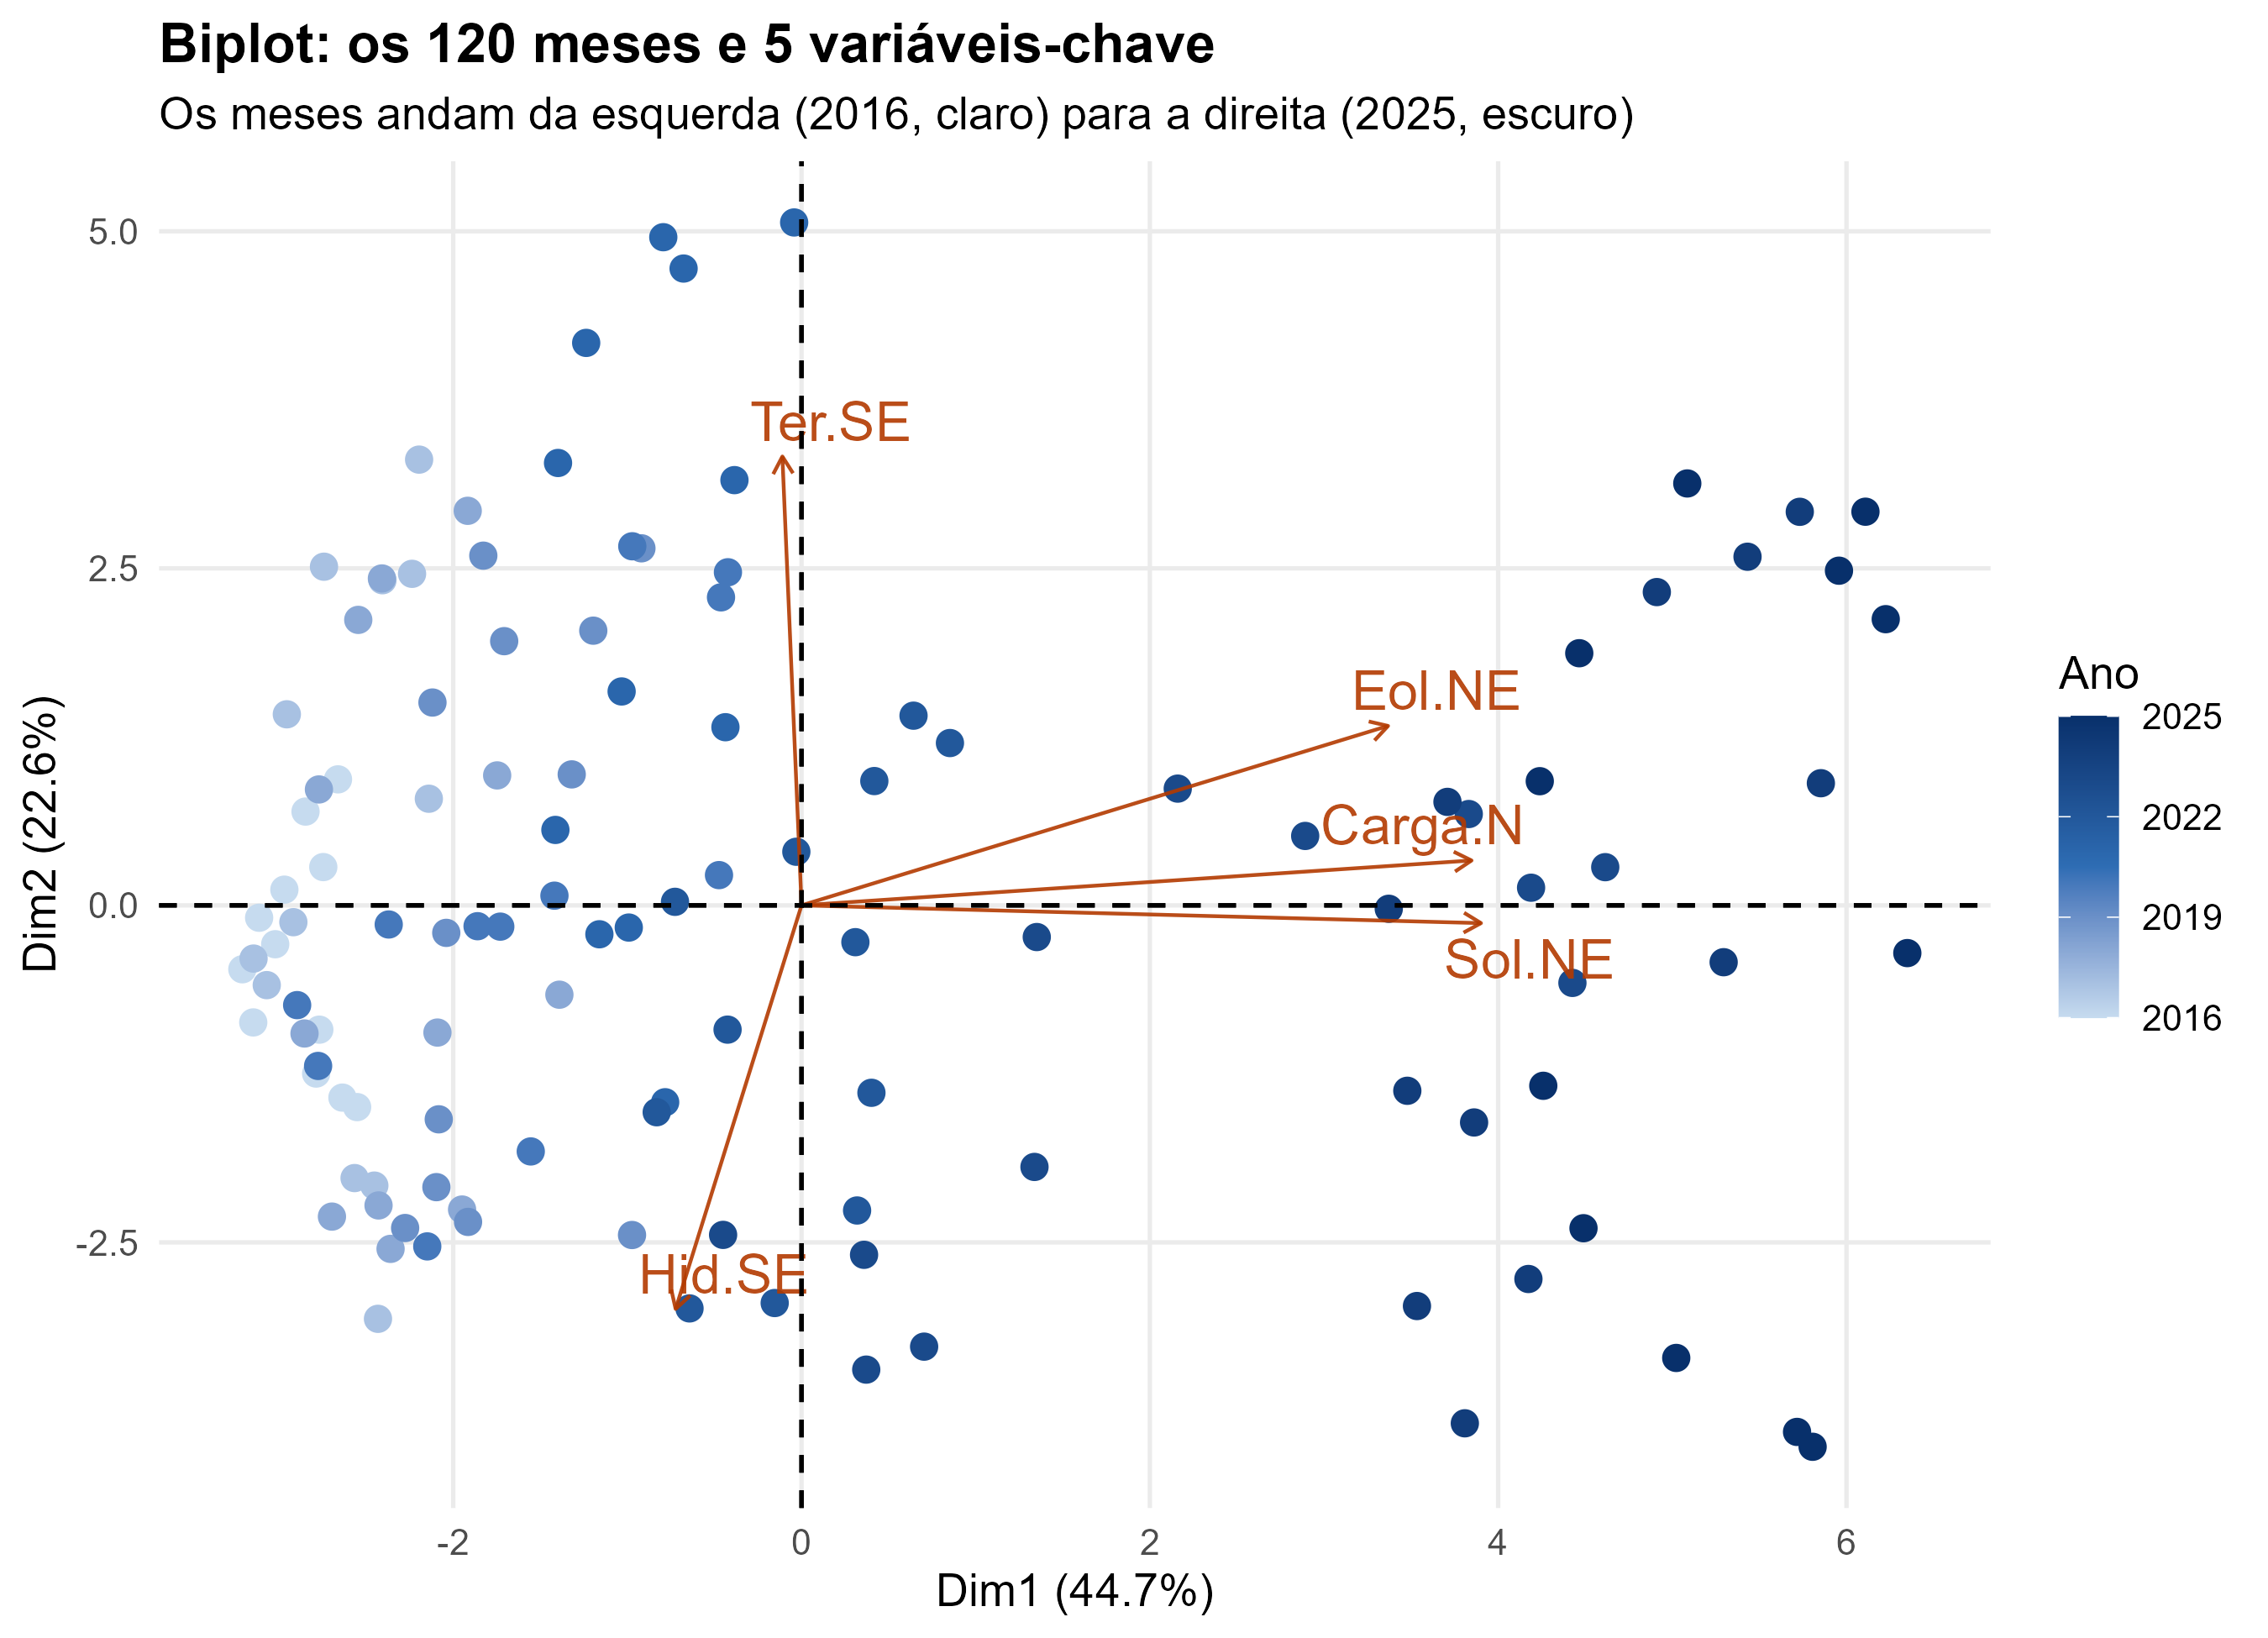 Biplot: os 120 meses e 5 variáveis-chave
Os meses andam da esquerda (2016, claro) para a direita (2025, escuro)
5.0
2.5
0.0
-2.5
Dim2 (22.6%)
Ter.SE
Eol.NE
Carga.N
Sol.NE
Hid.SE
-2
0
2
4
6
Dim1 (44.7%)
Ano
2025
2022
2019
2016